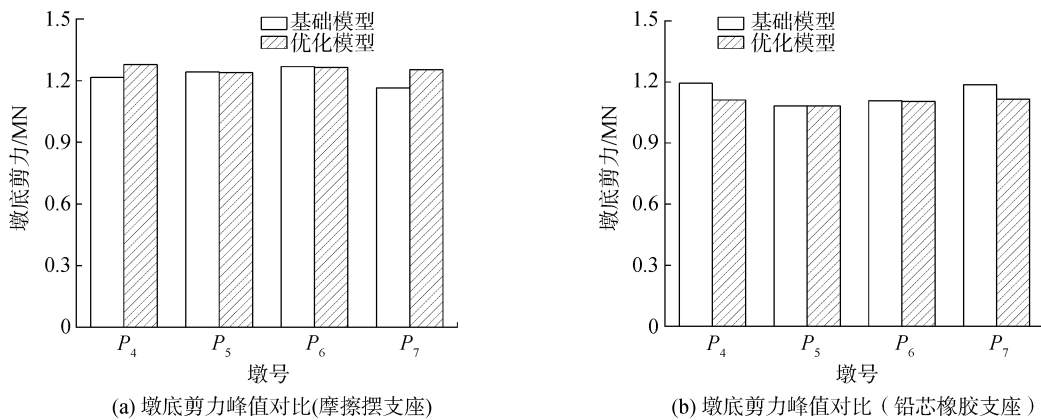 1.5
1.2
0.9
0.6
0.3
0
墩底剪力/MN
基础模型
优化模型
P4
P5
P6
P7
墩号
(a) 墩底剪力峰值对比(摩擦摆支座)
1.5
1.2
0.9
0.6
0.3
0
墩底剪力/MN
基础模型
优化模型
P4
P5
P6
P7
墩号
(b) 墩底剪力峰值对比（铅芯橡胶支座）